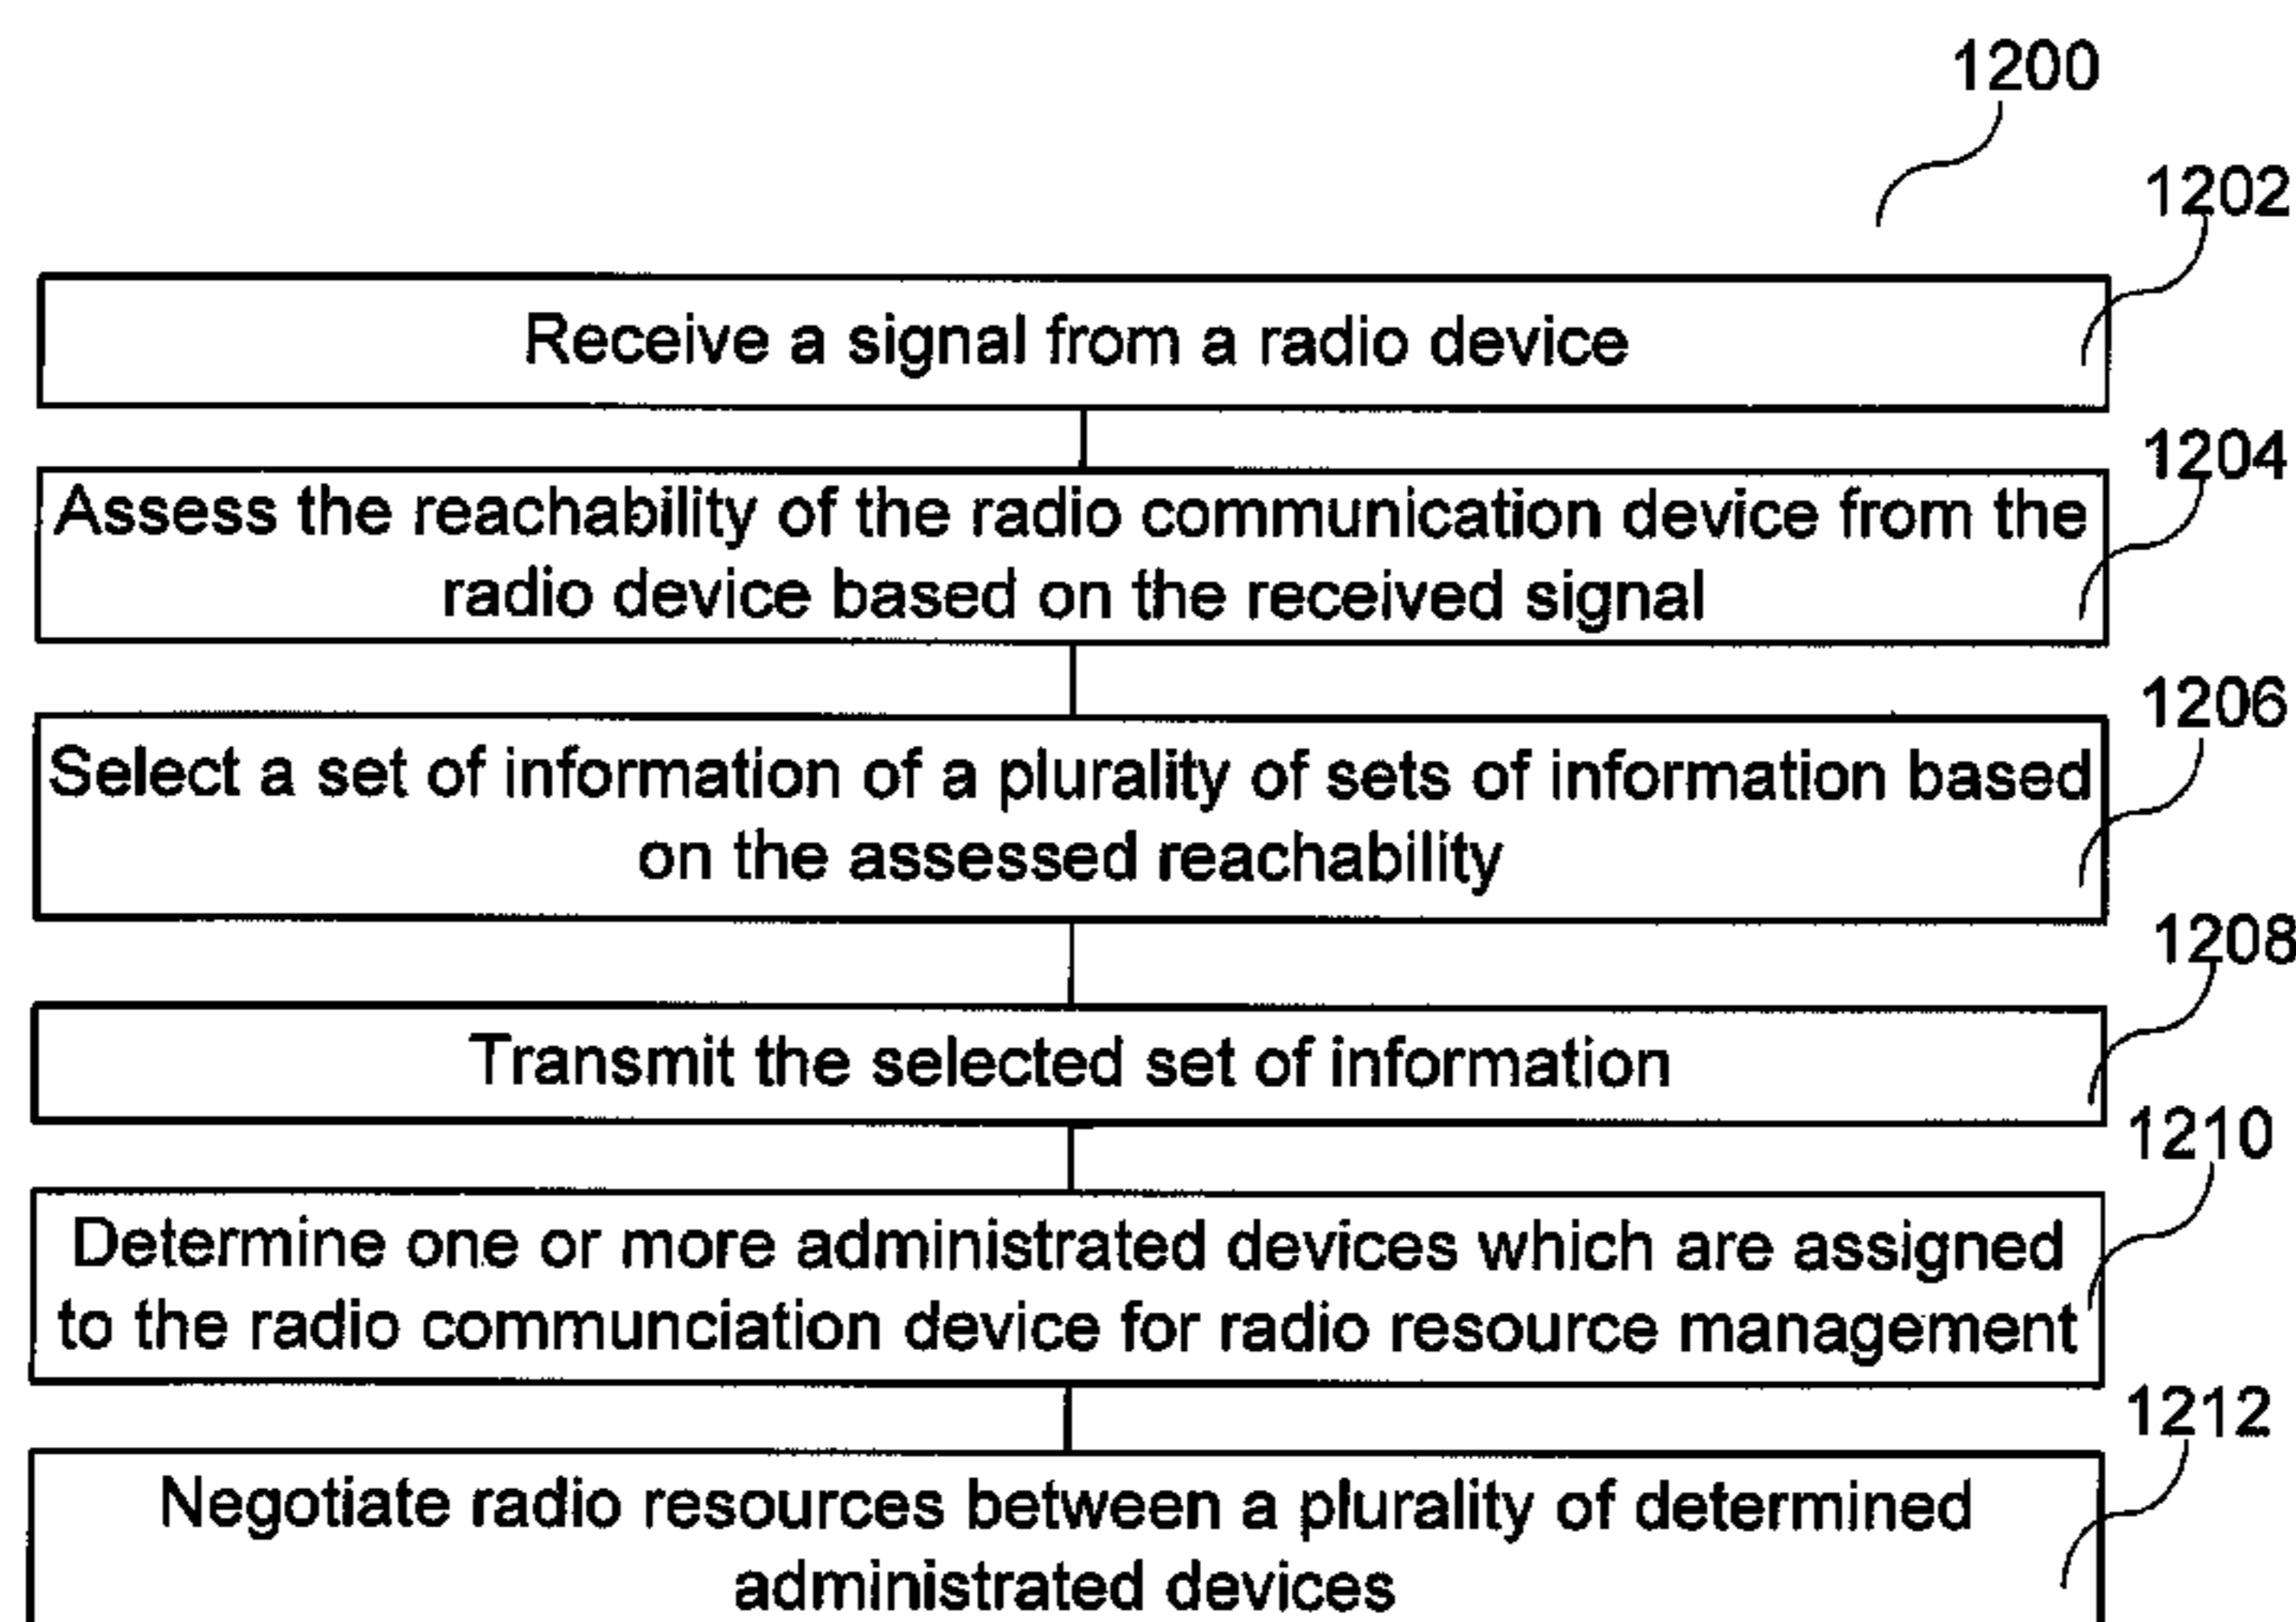 1200
1202
Receive a signal from a radio device
1204
Assess the reachability of the radio communication device from the
radio device based on the received signal
1206
Select a set of information of a plurality of sets of information based
on the assessed reachability
1208
Transmit the selected set of information
1210
Determine one or more administrated devices which are assigned
to the radio communciation device for radio resource management
1212
Negotiate radio resources between a plurality of determined
administrated devices